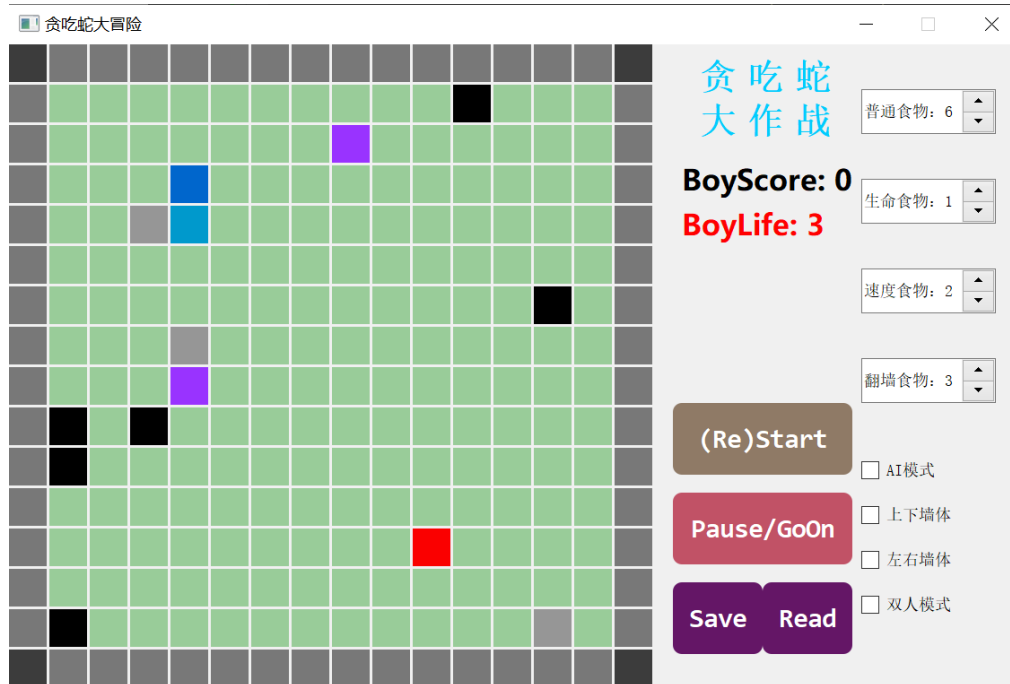 贪吃蛇大冒险
贪吃蛇
大作战
BoyScore: 0
BoyLife: 3
普通食物：6
生命食物：1
速度食物：2
翻墙食物：3
(Re)Start
Pause/GoOn
Save
Read
AI模式
上下墙体
左右墙体
双人模式